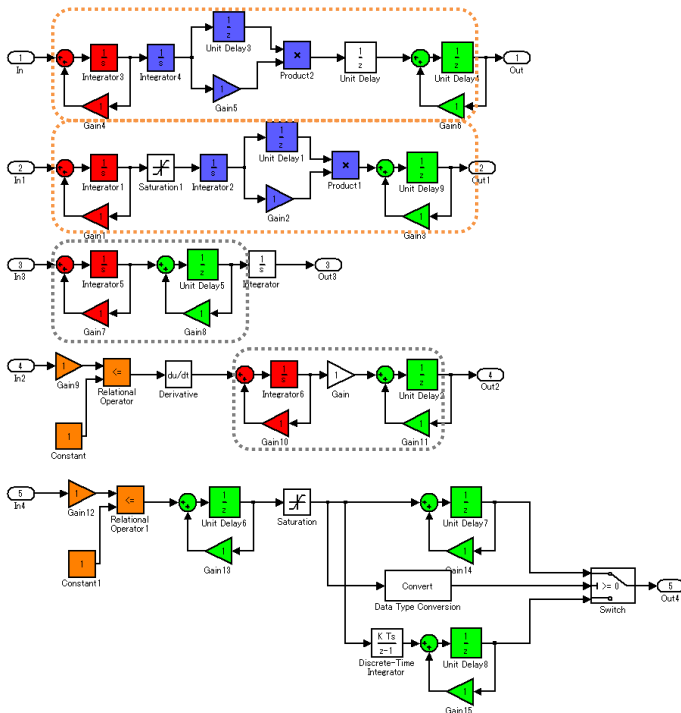 1
In
1
s
Integrator3
1
Gain4
1
s
Integrator4
1
z
Unit Delay3
1
Gain5
×
Product2
1
z
Unit Delay
1
z
Unit Delay4
1
Gain6
1
Out
2
In1
1
s
Integrator1
1
Gain1
Saturation1
1
s
Integrator2
1
z
Unit Delay1
1
Gain2
×
Product1
1
z
Unit Delay9
1
Gain3
2
Out1
3
In3
1
s
Integrator5
1
Gain7
1
z
Unit Delay5
1
Gain8
1
s
Integrator
3
Out3
4
In2
1
Gain9
<=
Relational
Operator
1
Constant
du/dt
Derivative
1
s
Integrator6
1
Gain10
1
Gain
1
z
Unit Delay2
1
Gain11
4
Out2
5
In4
1
Gain12
<=
Relational
Operator1
1
Constant1
1
z
Unit Delay6
1
Gain13
Saturation
1
z
Unit Delay7
1
Gain14
Convert
Data Type Conversion
K Ts
z-1
Discrete-Time
Integrator
1
z
Unit Delay8
1
Gain15
>= 0
Switch
5
Out4